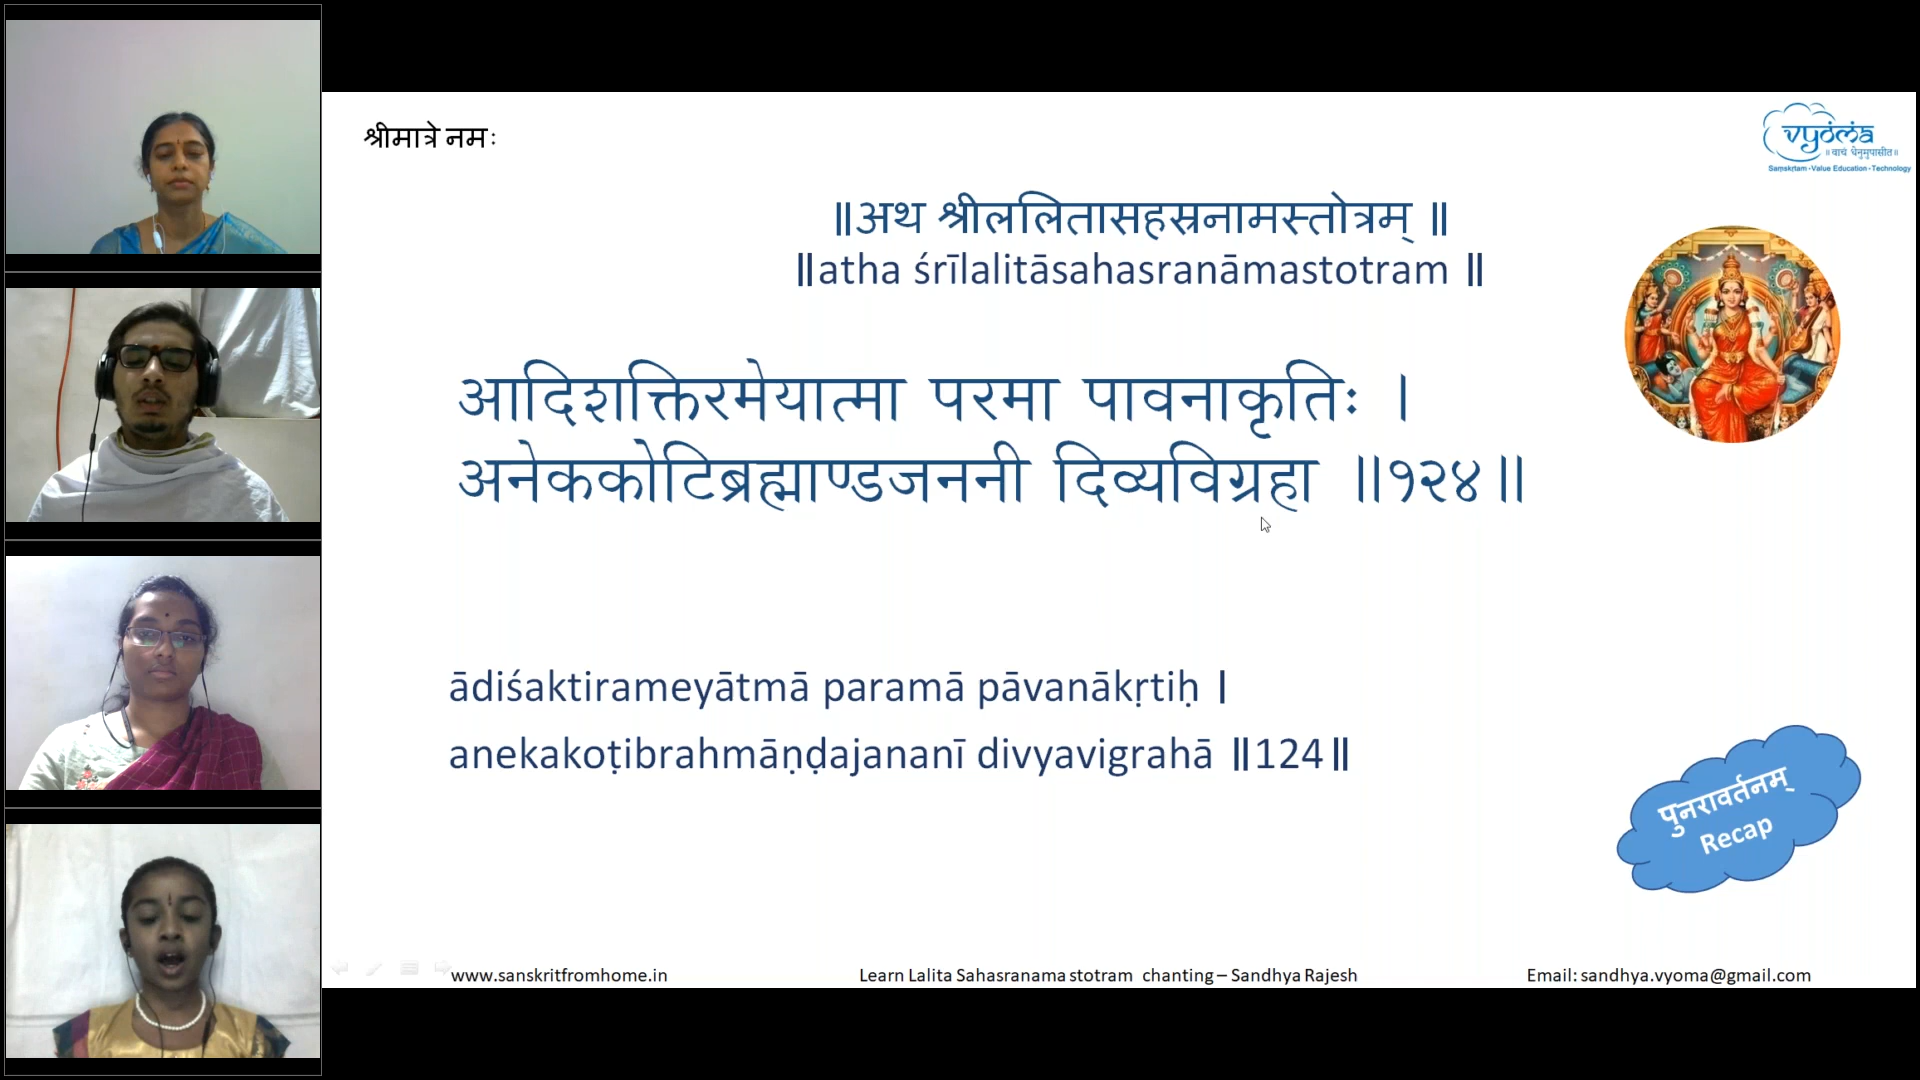 श्रीमात्रे नमः
vyoma
॥ वाचं धेनुमुपासीत॥
Saṃskṛtam • Value Education • Technology
॥अथ श्रीललितासहस्रनामस्तोत्रम् ॥
॥atha śrīlalitāsahasranāmastotram ॥
आदिशक्तिरमेयात्मा परमा पावनाकृतिः ।
अनेककोटिब्रह्माण्डजननी दिव्यविग्रहा ॥१२४॥
ādiśaktirameyātmā paramā pāvanākṛtiḥ ।
anekakoṭibrahmāṇḍajananī divyavigrahā ॥124॥
पुनरावर्तनम्
Recap
www.sanskritfromhome.in
Learn Lalita Sahasranama stotram chanting – Sandhya Rajesh
Email: sandhya.vyoma@gmail.com